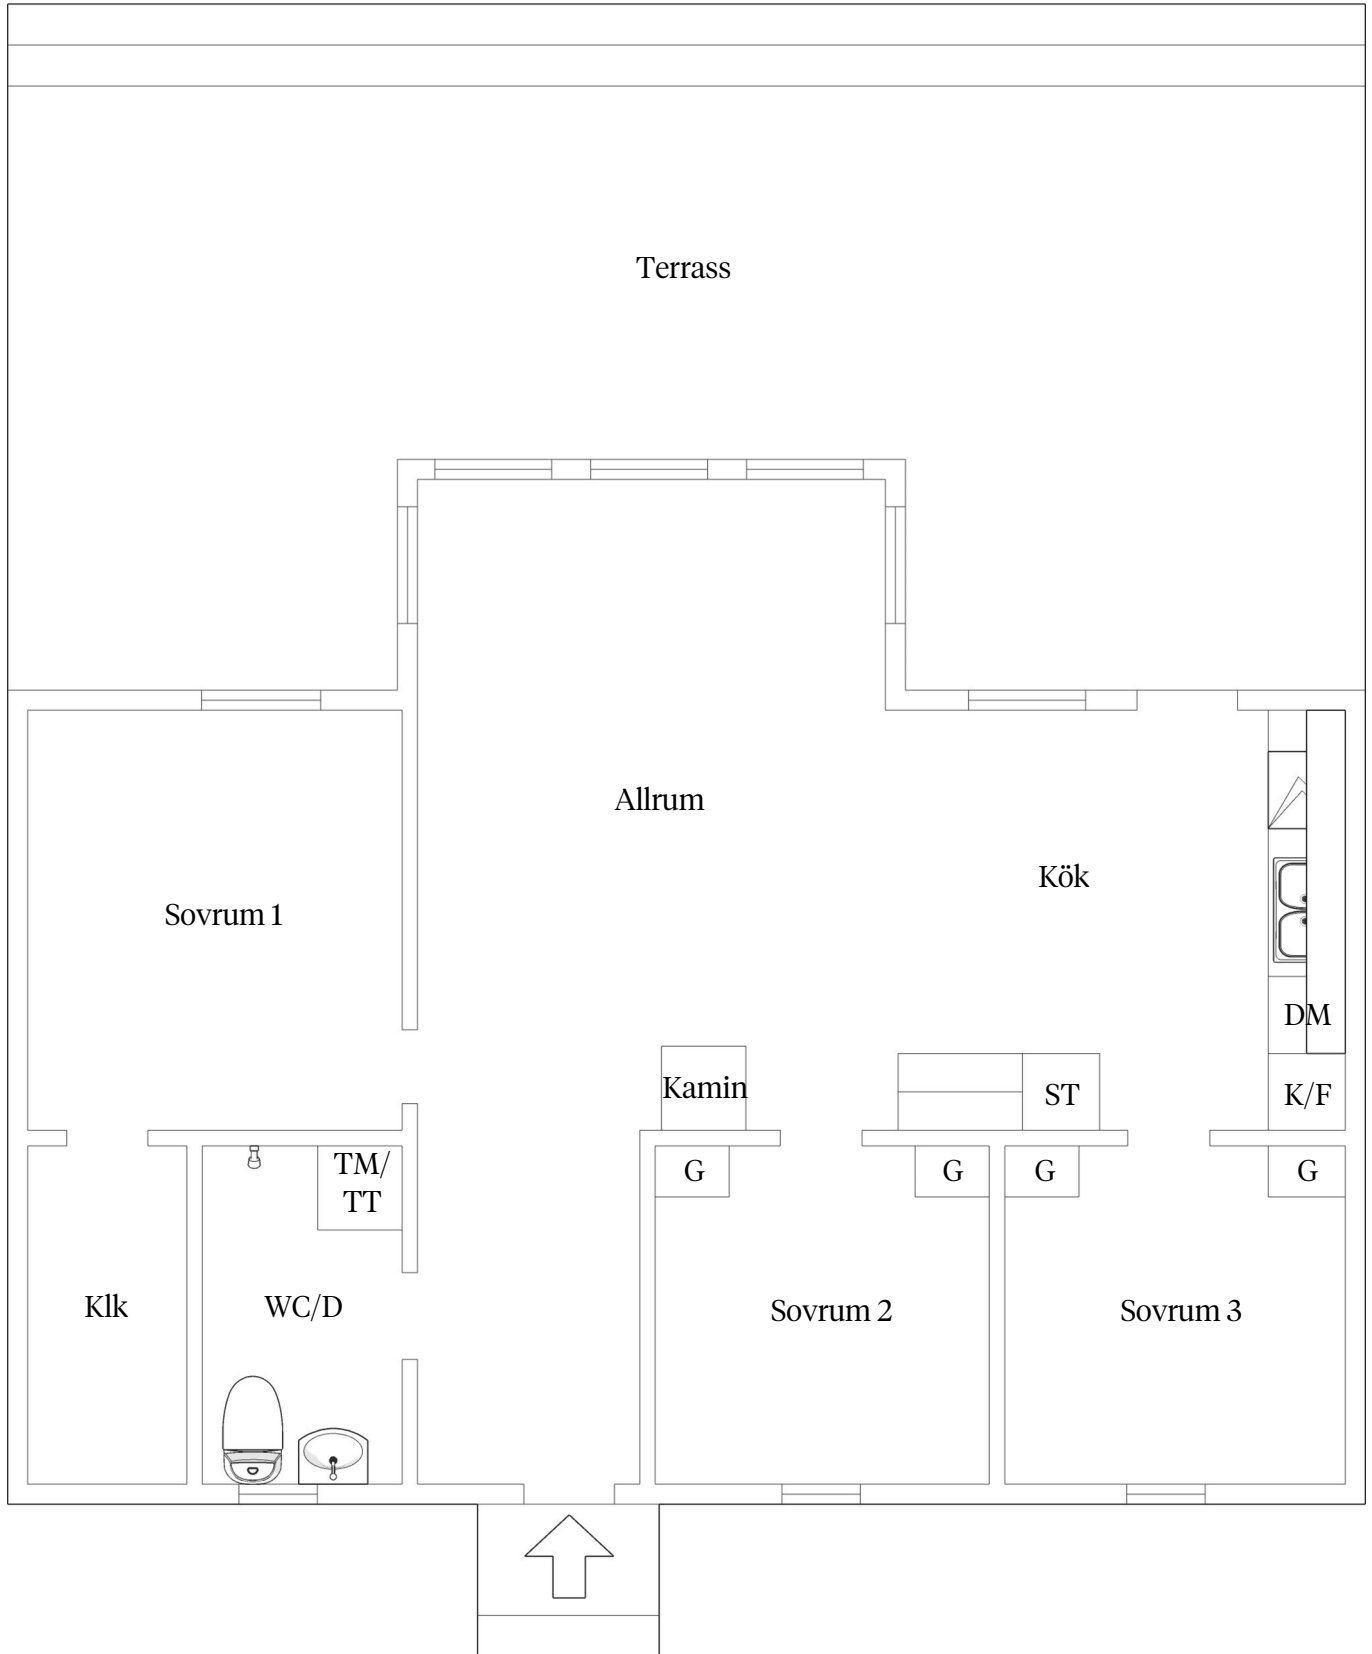 Terrass
Allrum
Kök
Sovrum 1
DM
Kamin
ST
K/F
TM/
TT
G
G
G
G
Klk
WC/D
Sovrum 2
Sovrum 3